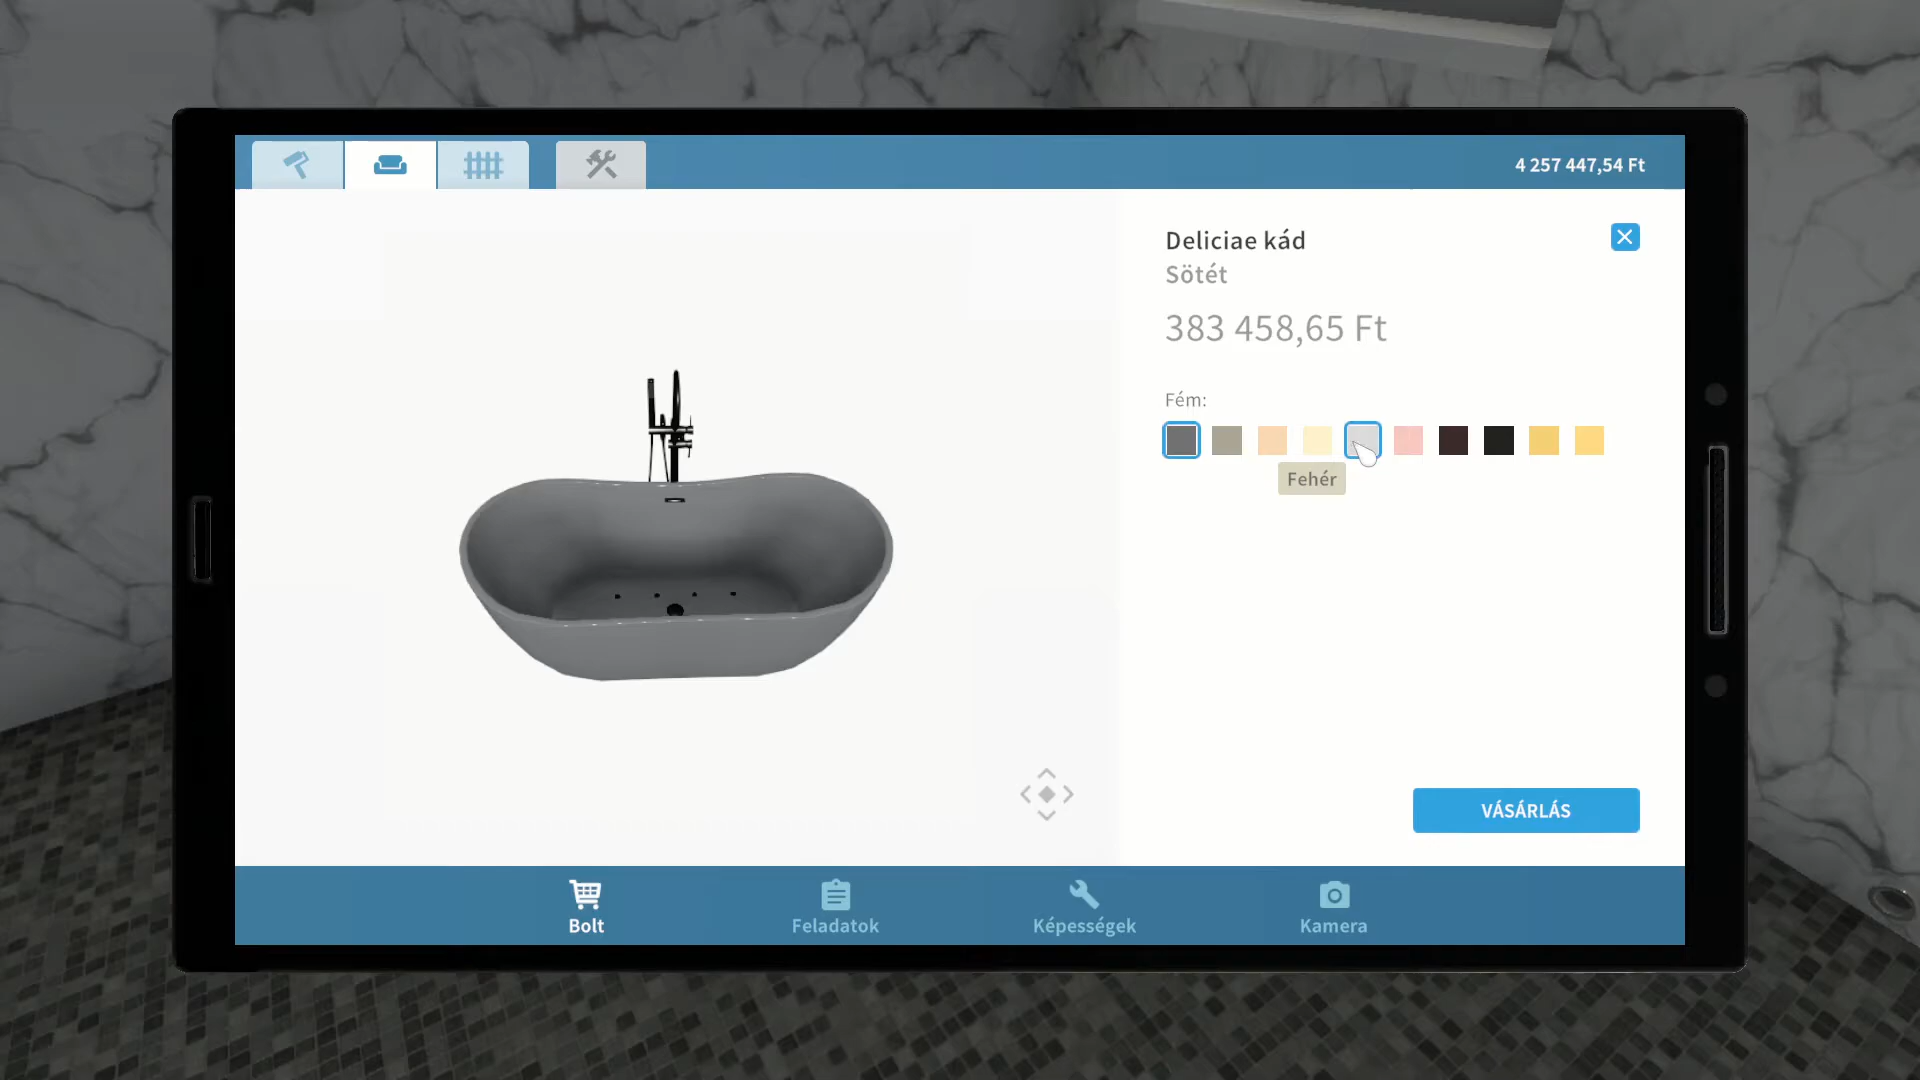 4 257 447,54 Ft
Deliciae kád
Sötét
383 458,65 Ft
Fém:
Fehér
VÁSÁRLÁS
Bolt
Feladatok
Képességek
Kamera